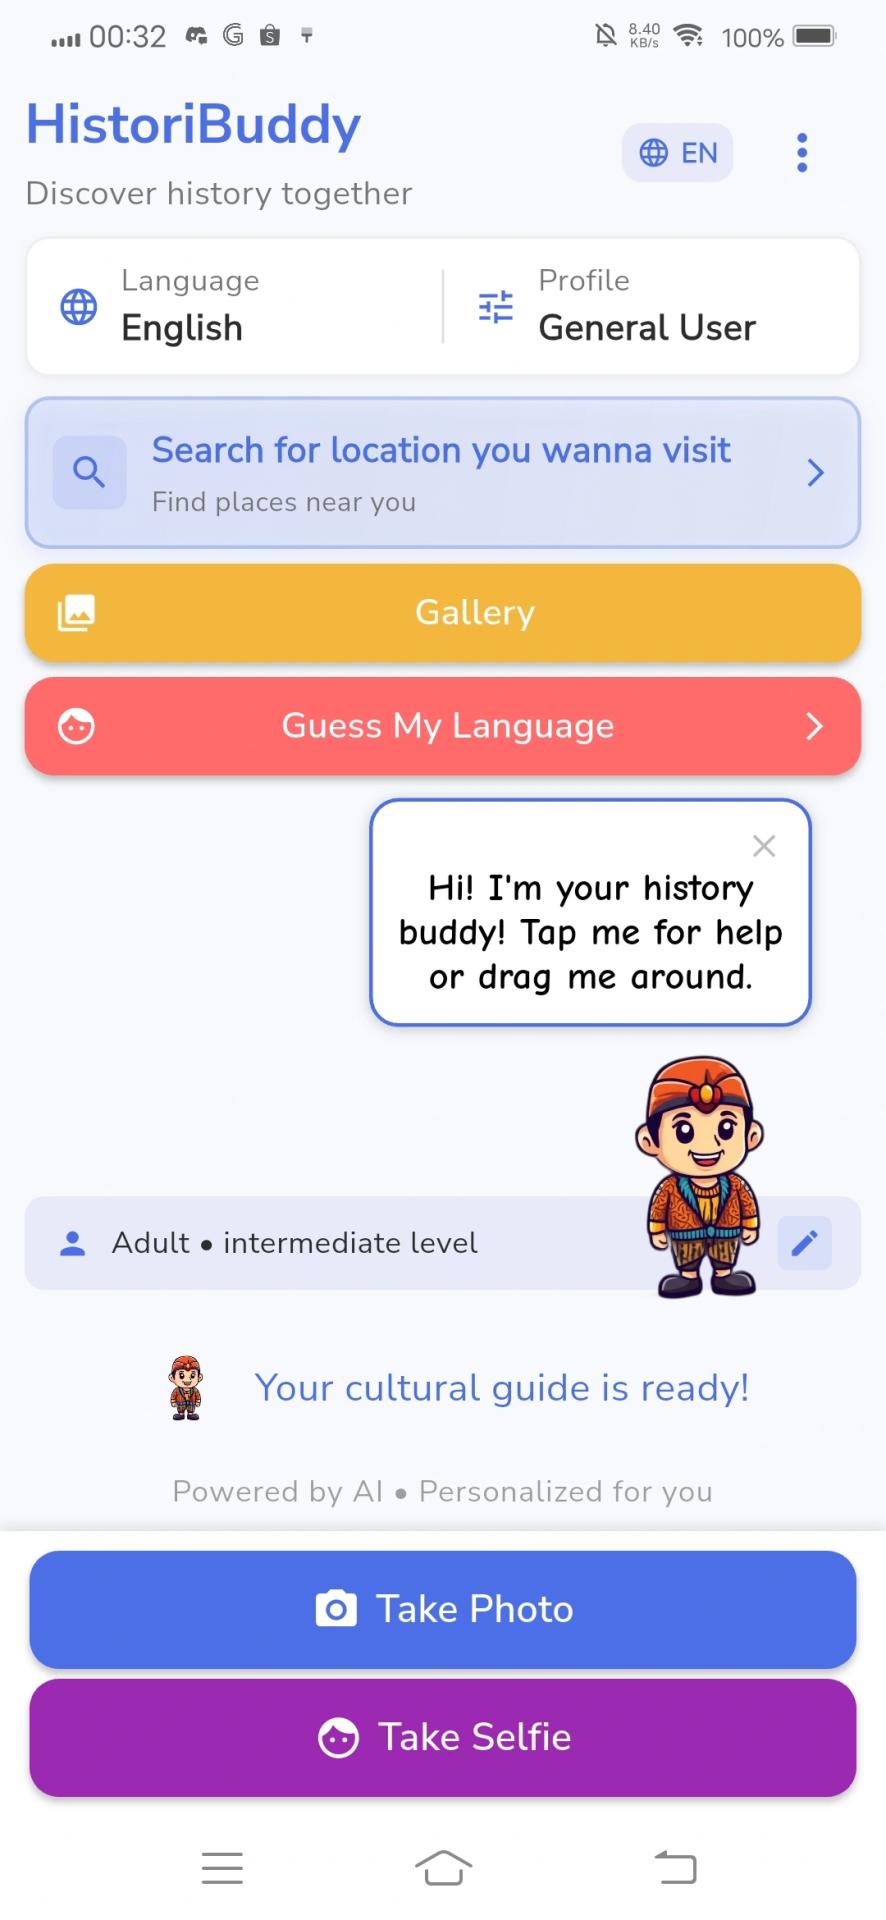 00:32
8.40
KB/s
100%
HistoriBuddy
EN
Discover history together
Language
English
Profile
General User
Search for location you wanna visit
Find places near you
Gallery
Guess My Language
Hi! I'm your history
buddy! Tap me for help
or drag me around.
Adult • intermediate level
Your cultural guide is ready!
Powered by AI • Personalized for you
Take Photo
Take Selfie